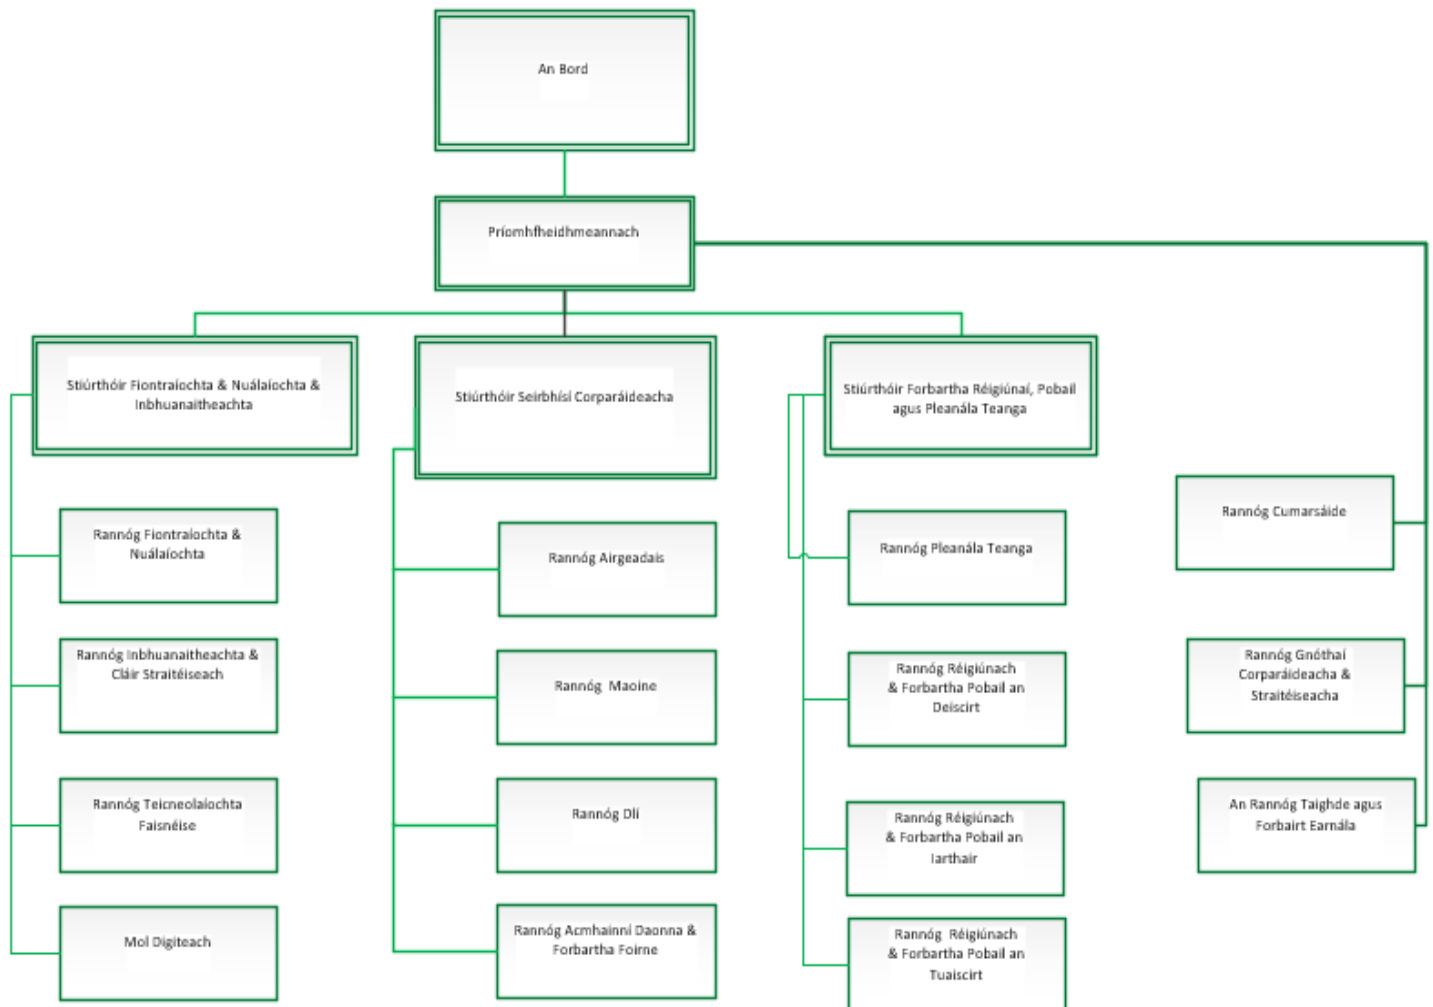 An Bord
Príomhfheidhmeannach
Stiúrthóir Fiontraíochta & Nuálaíochta &
Inbhuanaitheachta
Stiúrthóir Seirbhísí Corparáideacha
Stiúrthóir Forbartha Réigiúnaí, Pobail
agus Pleanála Teanga
Rannóg Fiontraíochta &
Nuálaíochta
Rannóg Inbhuanaitheachta &
Cláir Straitéiseach
Rannóg Teicneolaíochta
Faisnéise
Mol Digiteach
Rannóg Airgeadais
Rannóg Maoine
Rannóg Dlí
Rannóg Acmhainní Daonna &
Forbartha Foirne
Rannóg Pleanála Teanga
Rannóg Réigiúnach
& Forbartha Pobail an
Deiscirt
Rannóg Réigiúnach
& Forbartha Pobail an
Iarthair
Rannóg Réigiúnach
& Forbartha Pobail an
Tuaiscirt
Rannóg Cumarsáide
Rannóg Gnóthaí
Corparáideacha &
Straitéiseacha
An Rannóg Taighde agus
Forbairt Earnála